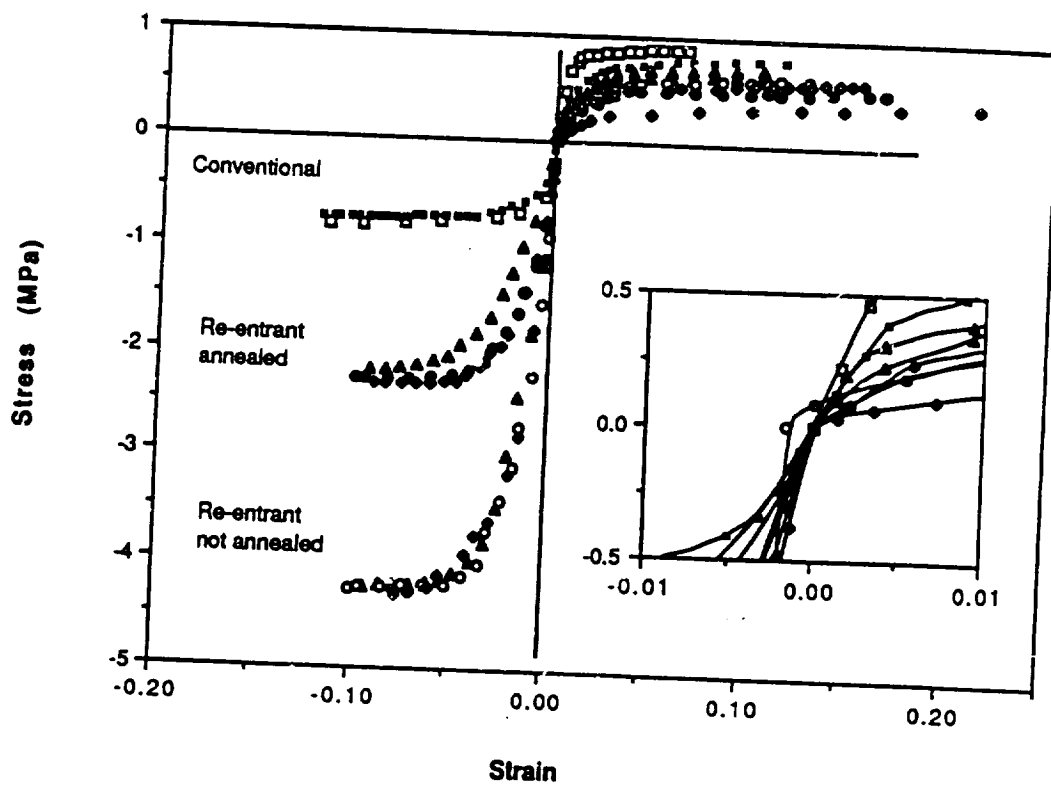 1
0
-1
-2
-3
-4
-5
Stress (MPa)
Conventional
Re-entrant
annealed
Re-entrant
not annealed
0.5
0.0
-0.5
-0.01
0.00
0.01
-0.20
-0.10
0.00
0.10
0.20
Strain